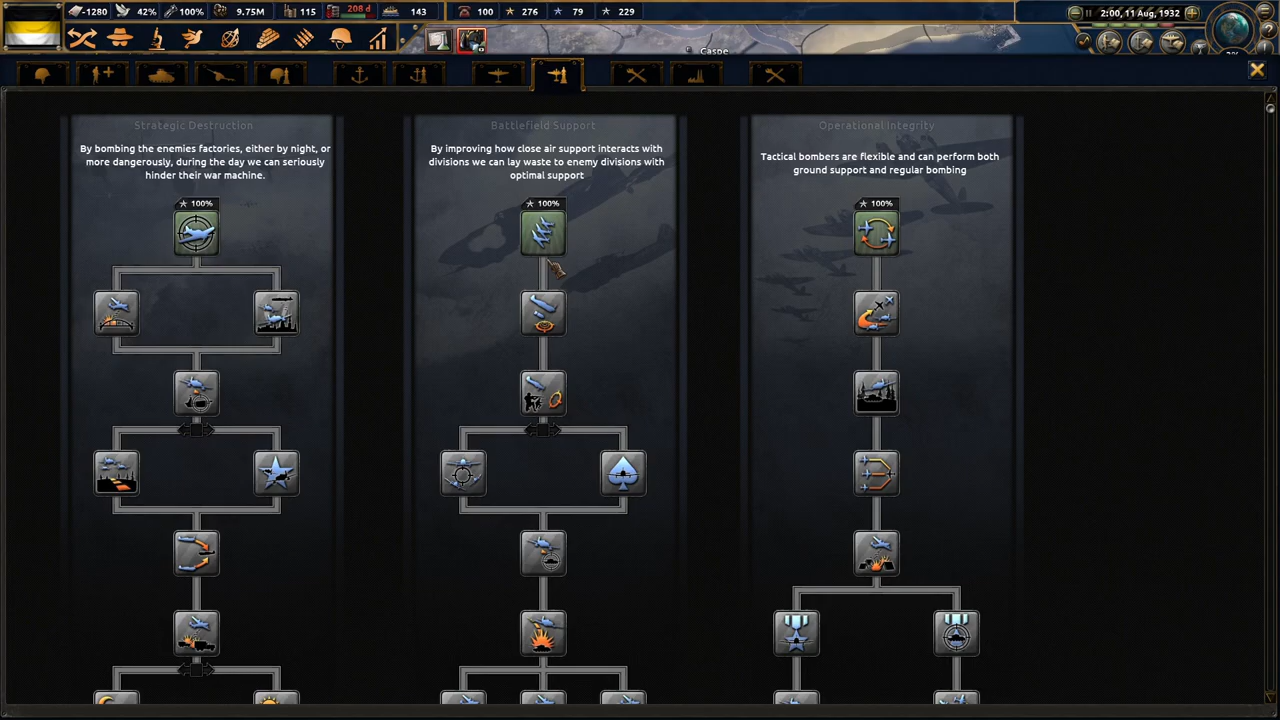 -1280 42% 100% 9.75M 115 208 d 143 100 276 79 229 2:00, 11 Aug, 1932
Caspe
Strategic Destruction
By bombing the enemies factories, either by night, or
more dangerously, during the day we can seriously
hinder their war machine.
100%
Battlefield Support
By improving how close air support interacts with
divisions we can lay waste to enemy divisions with
optimal support
100%
Operational Integrity
Tactical bombers are flexible and can perform both
ground support and regular bombing
100%